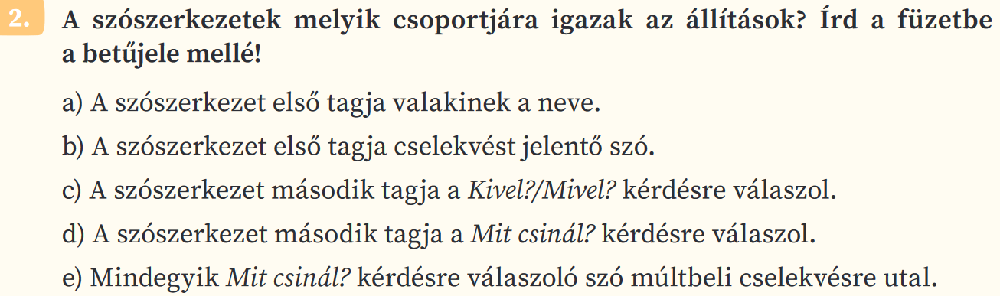 2. A szószerkezetek melyik csoportjára igazak az állítások? Írd a füzetbe
a betűjele mellé!
a) A szószerkezet első tagja valakinek a neve.
b) A szószerkezet első tagja cselekvést jelentő szó.
c) A szószerkezet második tagja a Kivel?/Mivel? kérdésre válaszol.
d) A szószerkezet második tagja a Mit csinál? kérdésre válaszol.
e) Mindegyik Mit csinál? kérdésre válaszoló szó múltbeli cselekvésre utal.